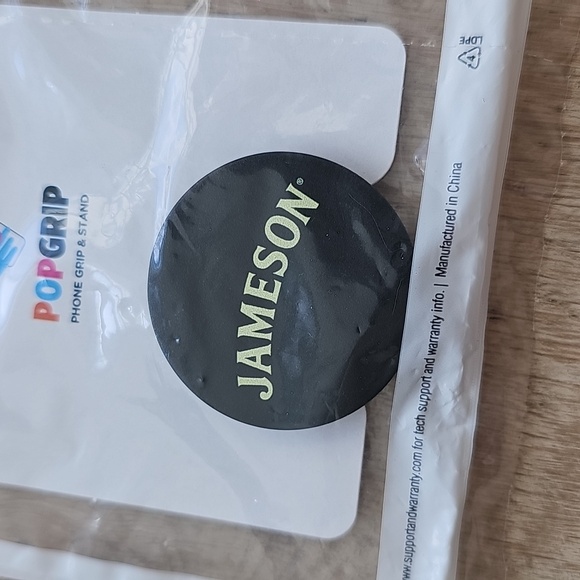 POPGRIP
PHONE GRIP & STAND
JAMESON®
www.supportandwarranty.com for tech support and warranty info. | Manufactured in China
4
LDPE